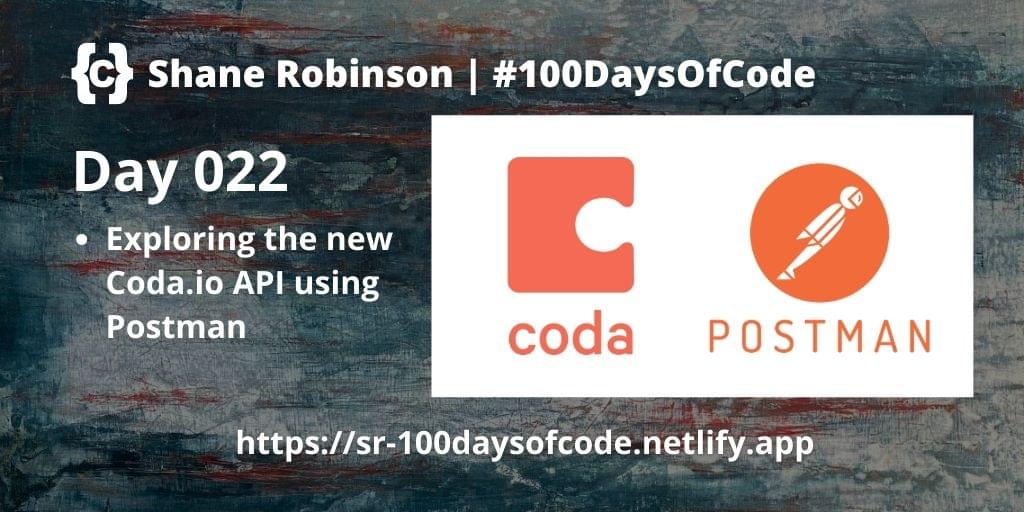 {C} Shane Robinson | #100DaysOfCode
Day 022
• Exploring the new
Coda.io API using
Postman
coda
POSTMAN
https://sr-100daysofcode.netlify.app